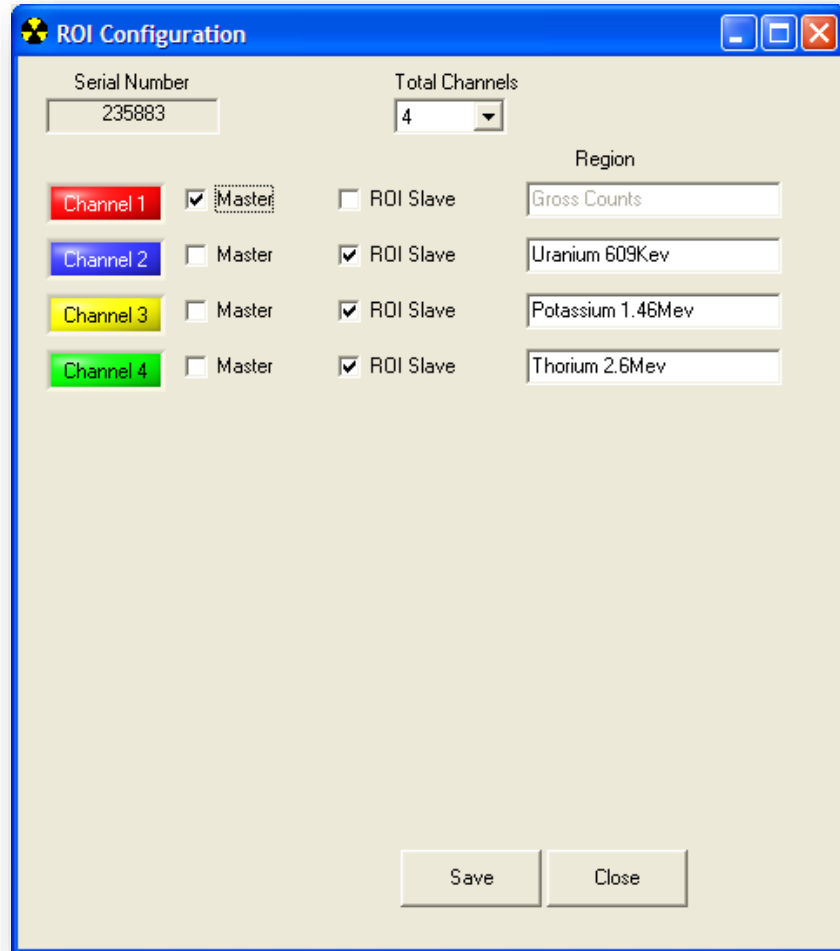 ROI Configuration
Serial Number Total Channels
235883 4
Region
Channel 1 Master ROI Slave Gross Counts
Channel 2 Master ROI Slave Uranium 609Kev
Channel 3 Master ROI Slave Potassium 1.46Mev
Channel 4 Master ROI Slave Thorium 2.6Mev
Save Close